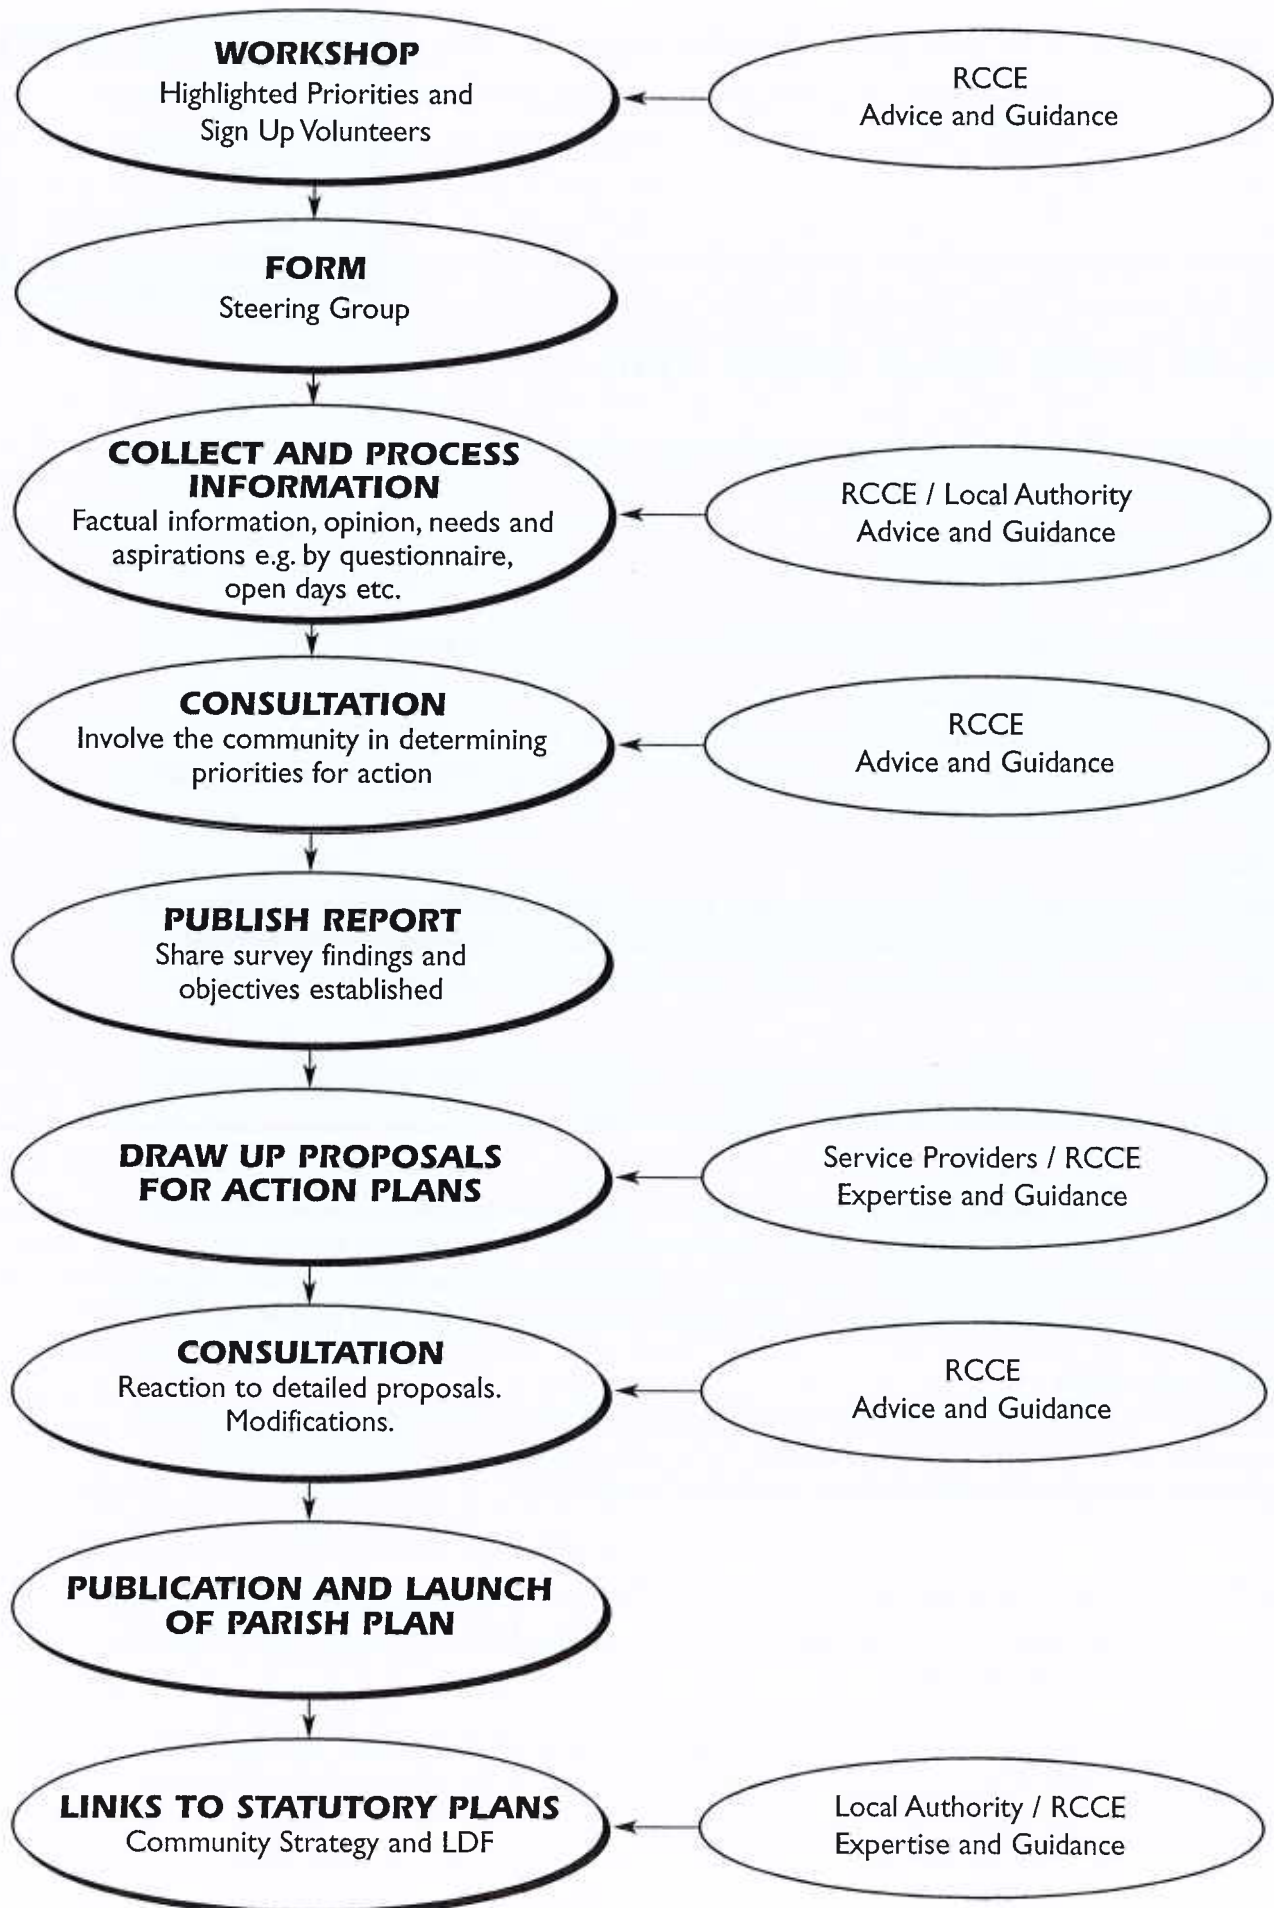 WORKSHOP
Highlighted Priorities and
Sign Up Volunteers
RCCE
Advice and Guidance
FORM
Steering Group
COLLECT AND PROCESS
INFORMATION
Factual information, opinion, needs and
aspirations e.g. by questionnaire,
open days etc.
RCCE / Local Authority
Advice and Guidance
CONSULTATION
Involve the community in determining
priorities for action
RCCE
Advice and Guidance
PUBLISH REPORT
Share survey findings and
objectives established
DRAW UP PROPOSALS
FOR ACTION PLANS
Service Providers / RCCE
Expertise and Guidance
CONSULTATION
Reaction to detailed proposals.
Modifications.
RCCE
Advice and Guidance
PUBLICATION AND LAUNCH
OF PARISH PLAN
LINKS TO STATUTORY PLANS
Community Strategy and LDF
Local Authority / RCCE
Expertise and Guidance